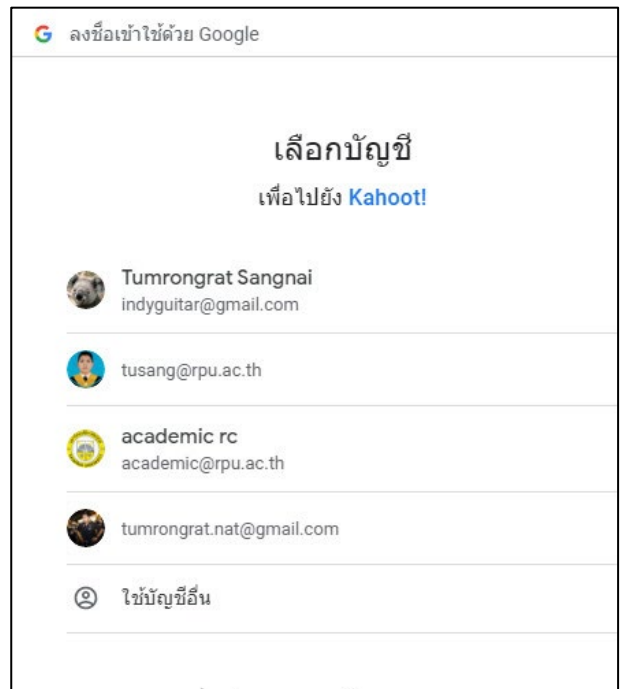 ลงชื่อเข้าใช้ด้วย Google
เลือกบัญชี
เพื่อไปยัง Kahoot!
Tumrongrat Sangnai
indyguitar@gmail.com
tusang@rpu.ac.th
academic rc
academic@rpu.ac.th
tumrongrat.nat@gmail.com
ใช้บัญชีอื่น